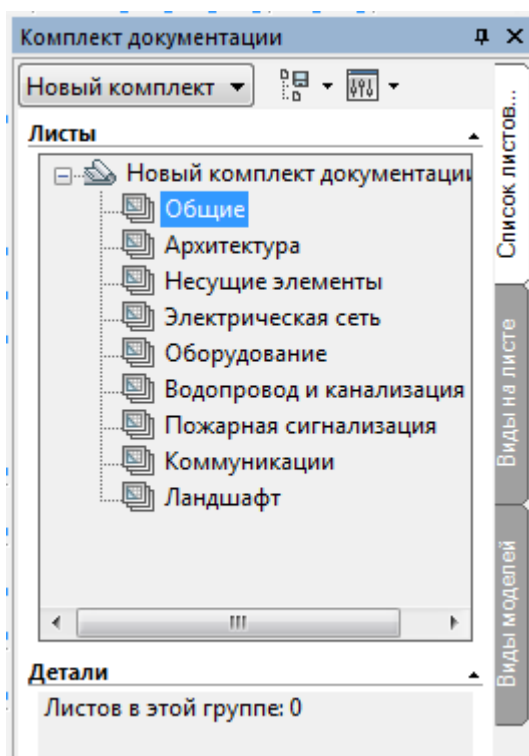 Комплект документации
Новый комплект
Листы
Новый комплект документации
Общие
Архитектура
Несущие элементы
Электрическая сеть
Оборудование
Водопровод и канализация
Пожарная сигнализация
Коммуникации
Ландшафт
Детали
Листов в этой группе: 0
Список листов...
Виды на листе
Виды моделей